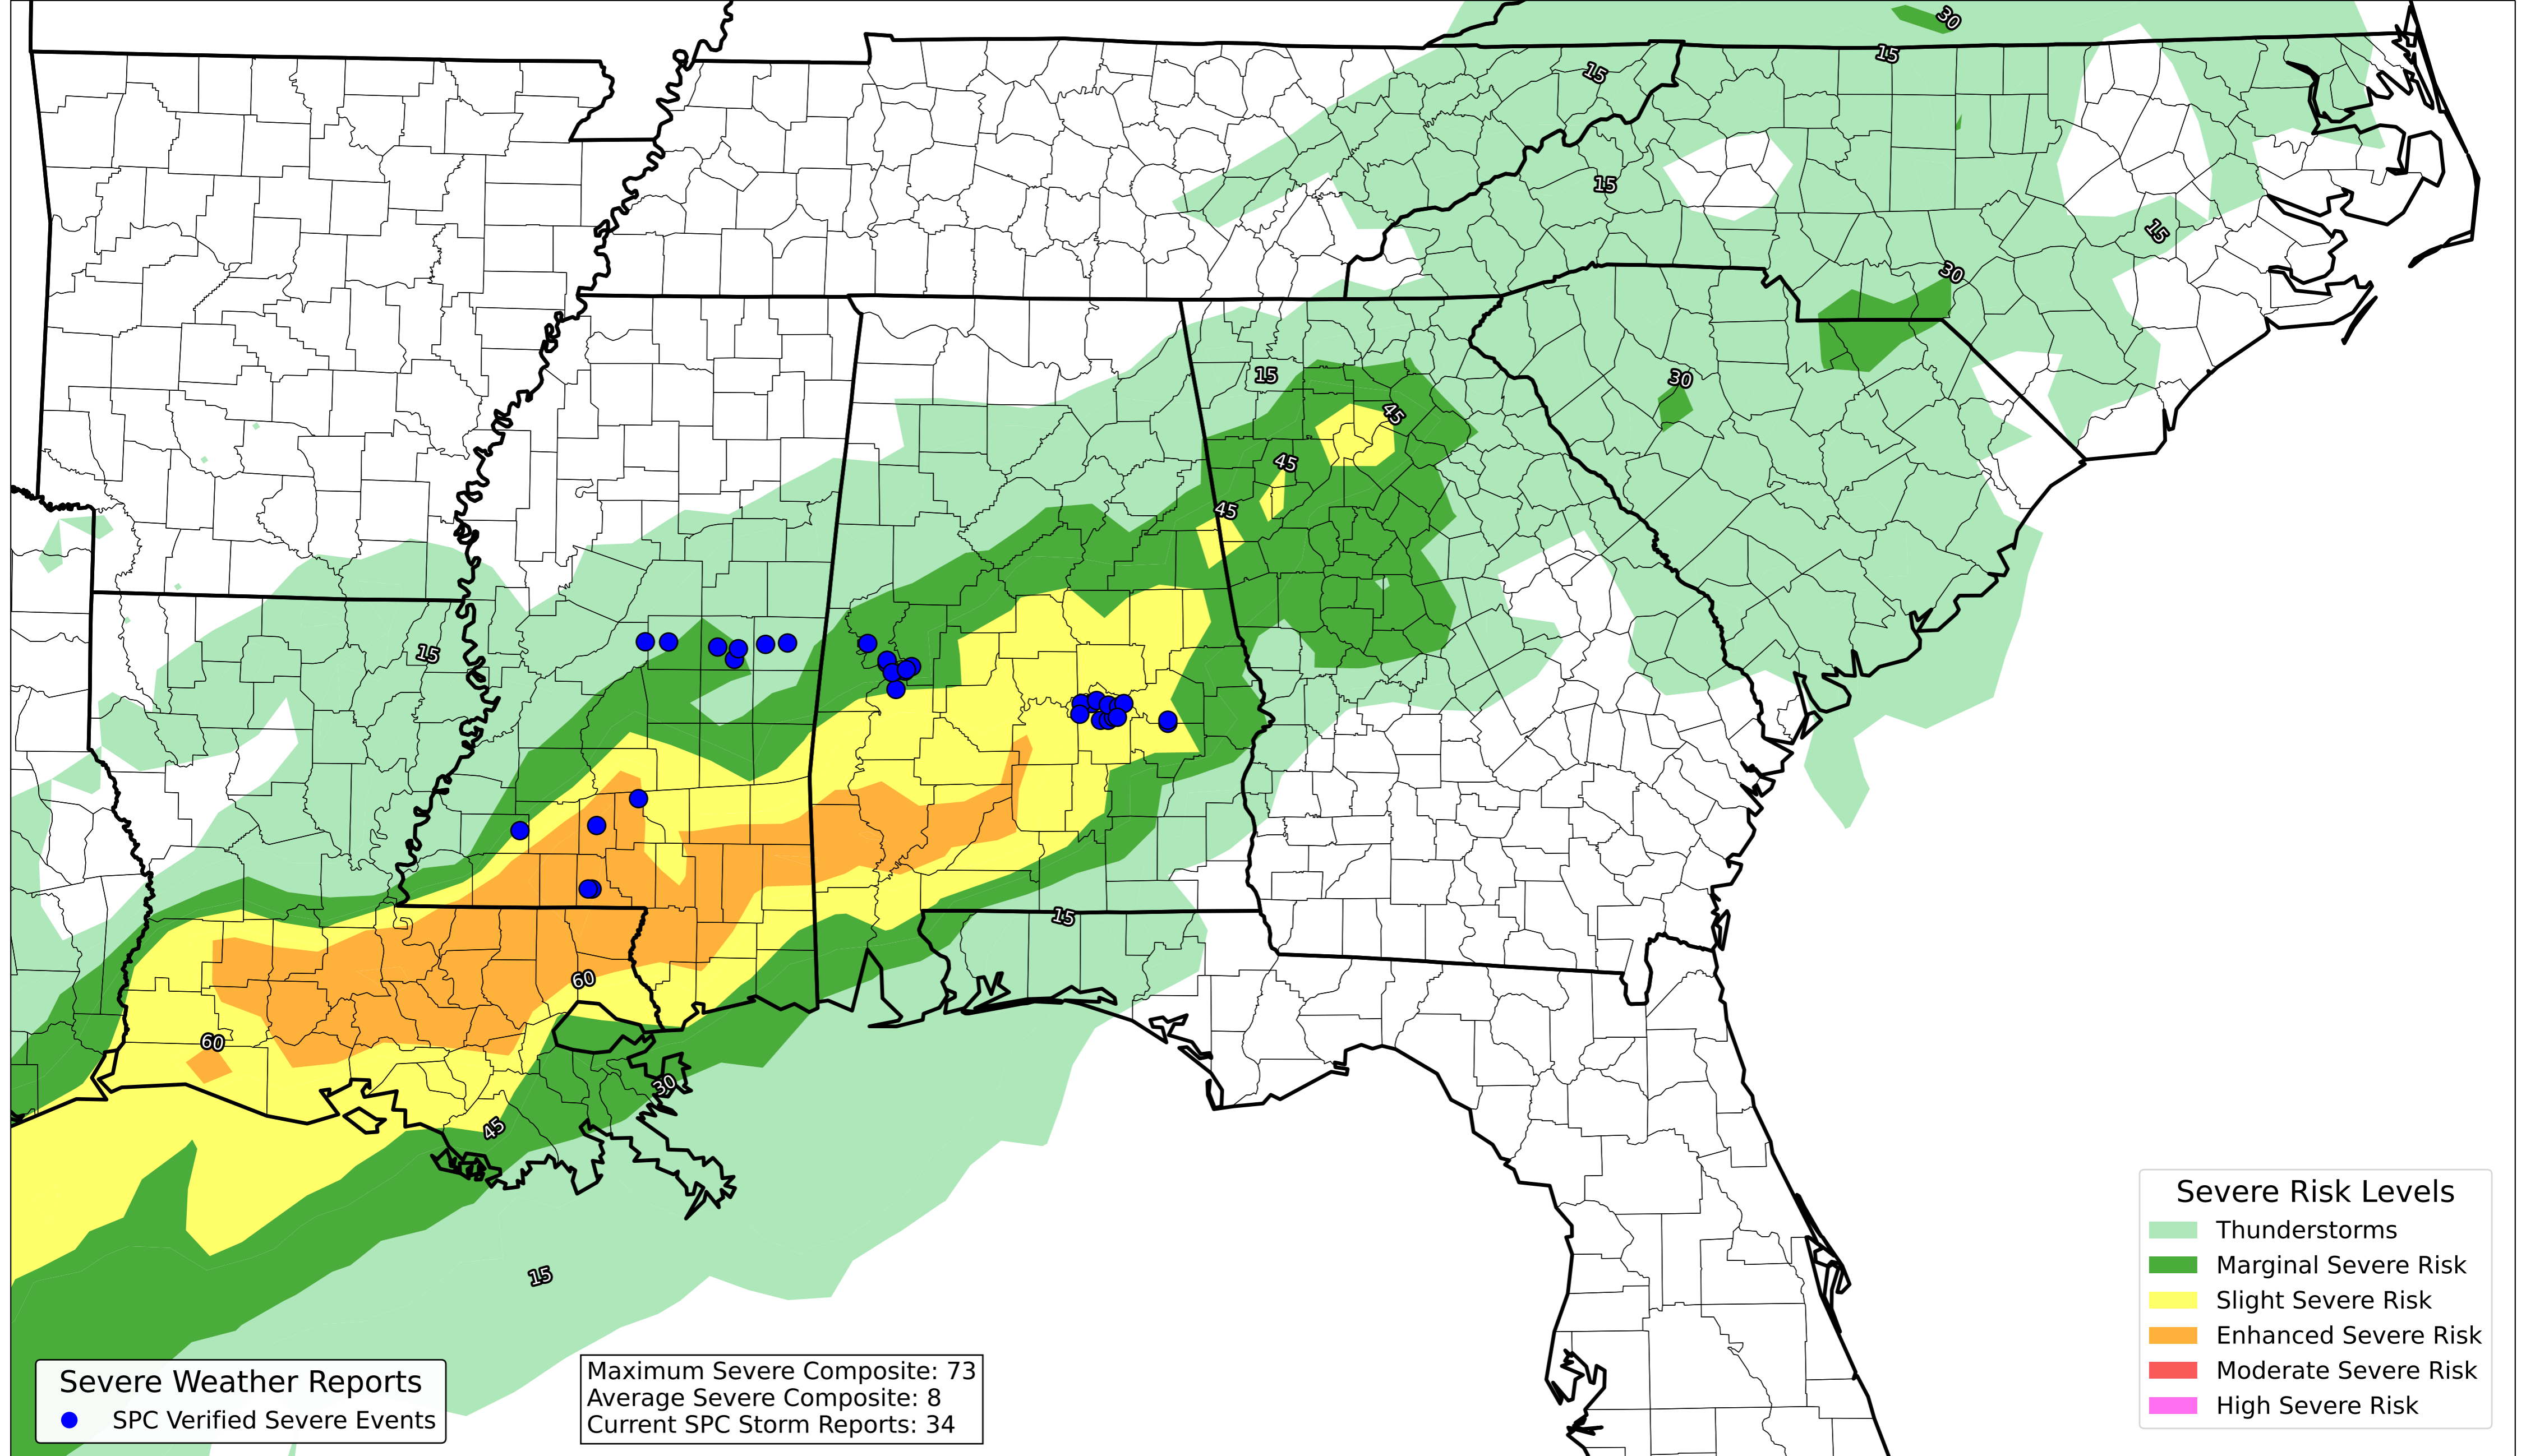 30
15
15
15
15
30
30
15
45
45
45
15
15
60
60
30
45
15
Severe Weather Reports
SPC Verified Severe Events
Maximum Severe Composite: 73
Average Severe Composite: 8
Current SPC Storm Reports: 34
Severe Risk Levels
Thunderstorms
Marginal Severe Risk
Slight Severe Risk
Enhanced Severe Risk
Moderate Severe Risk
High Severe Risk